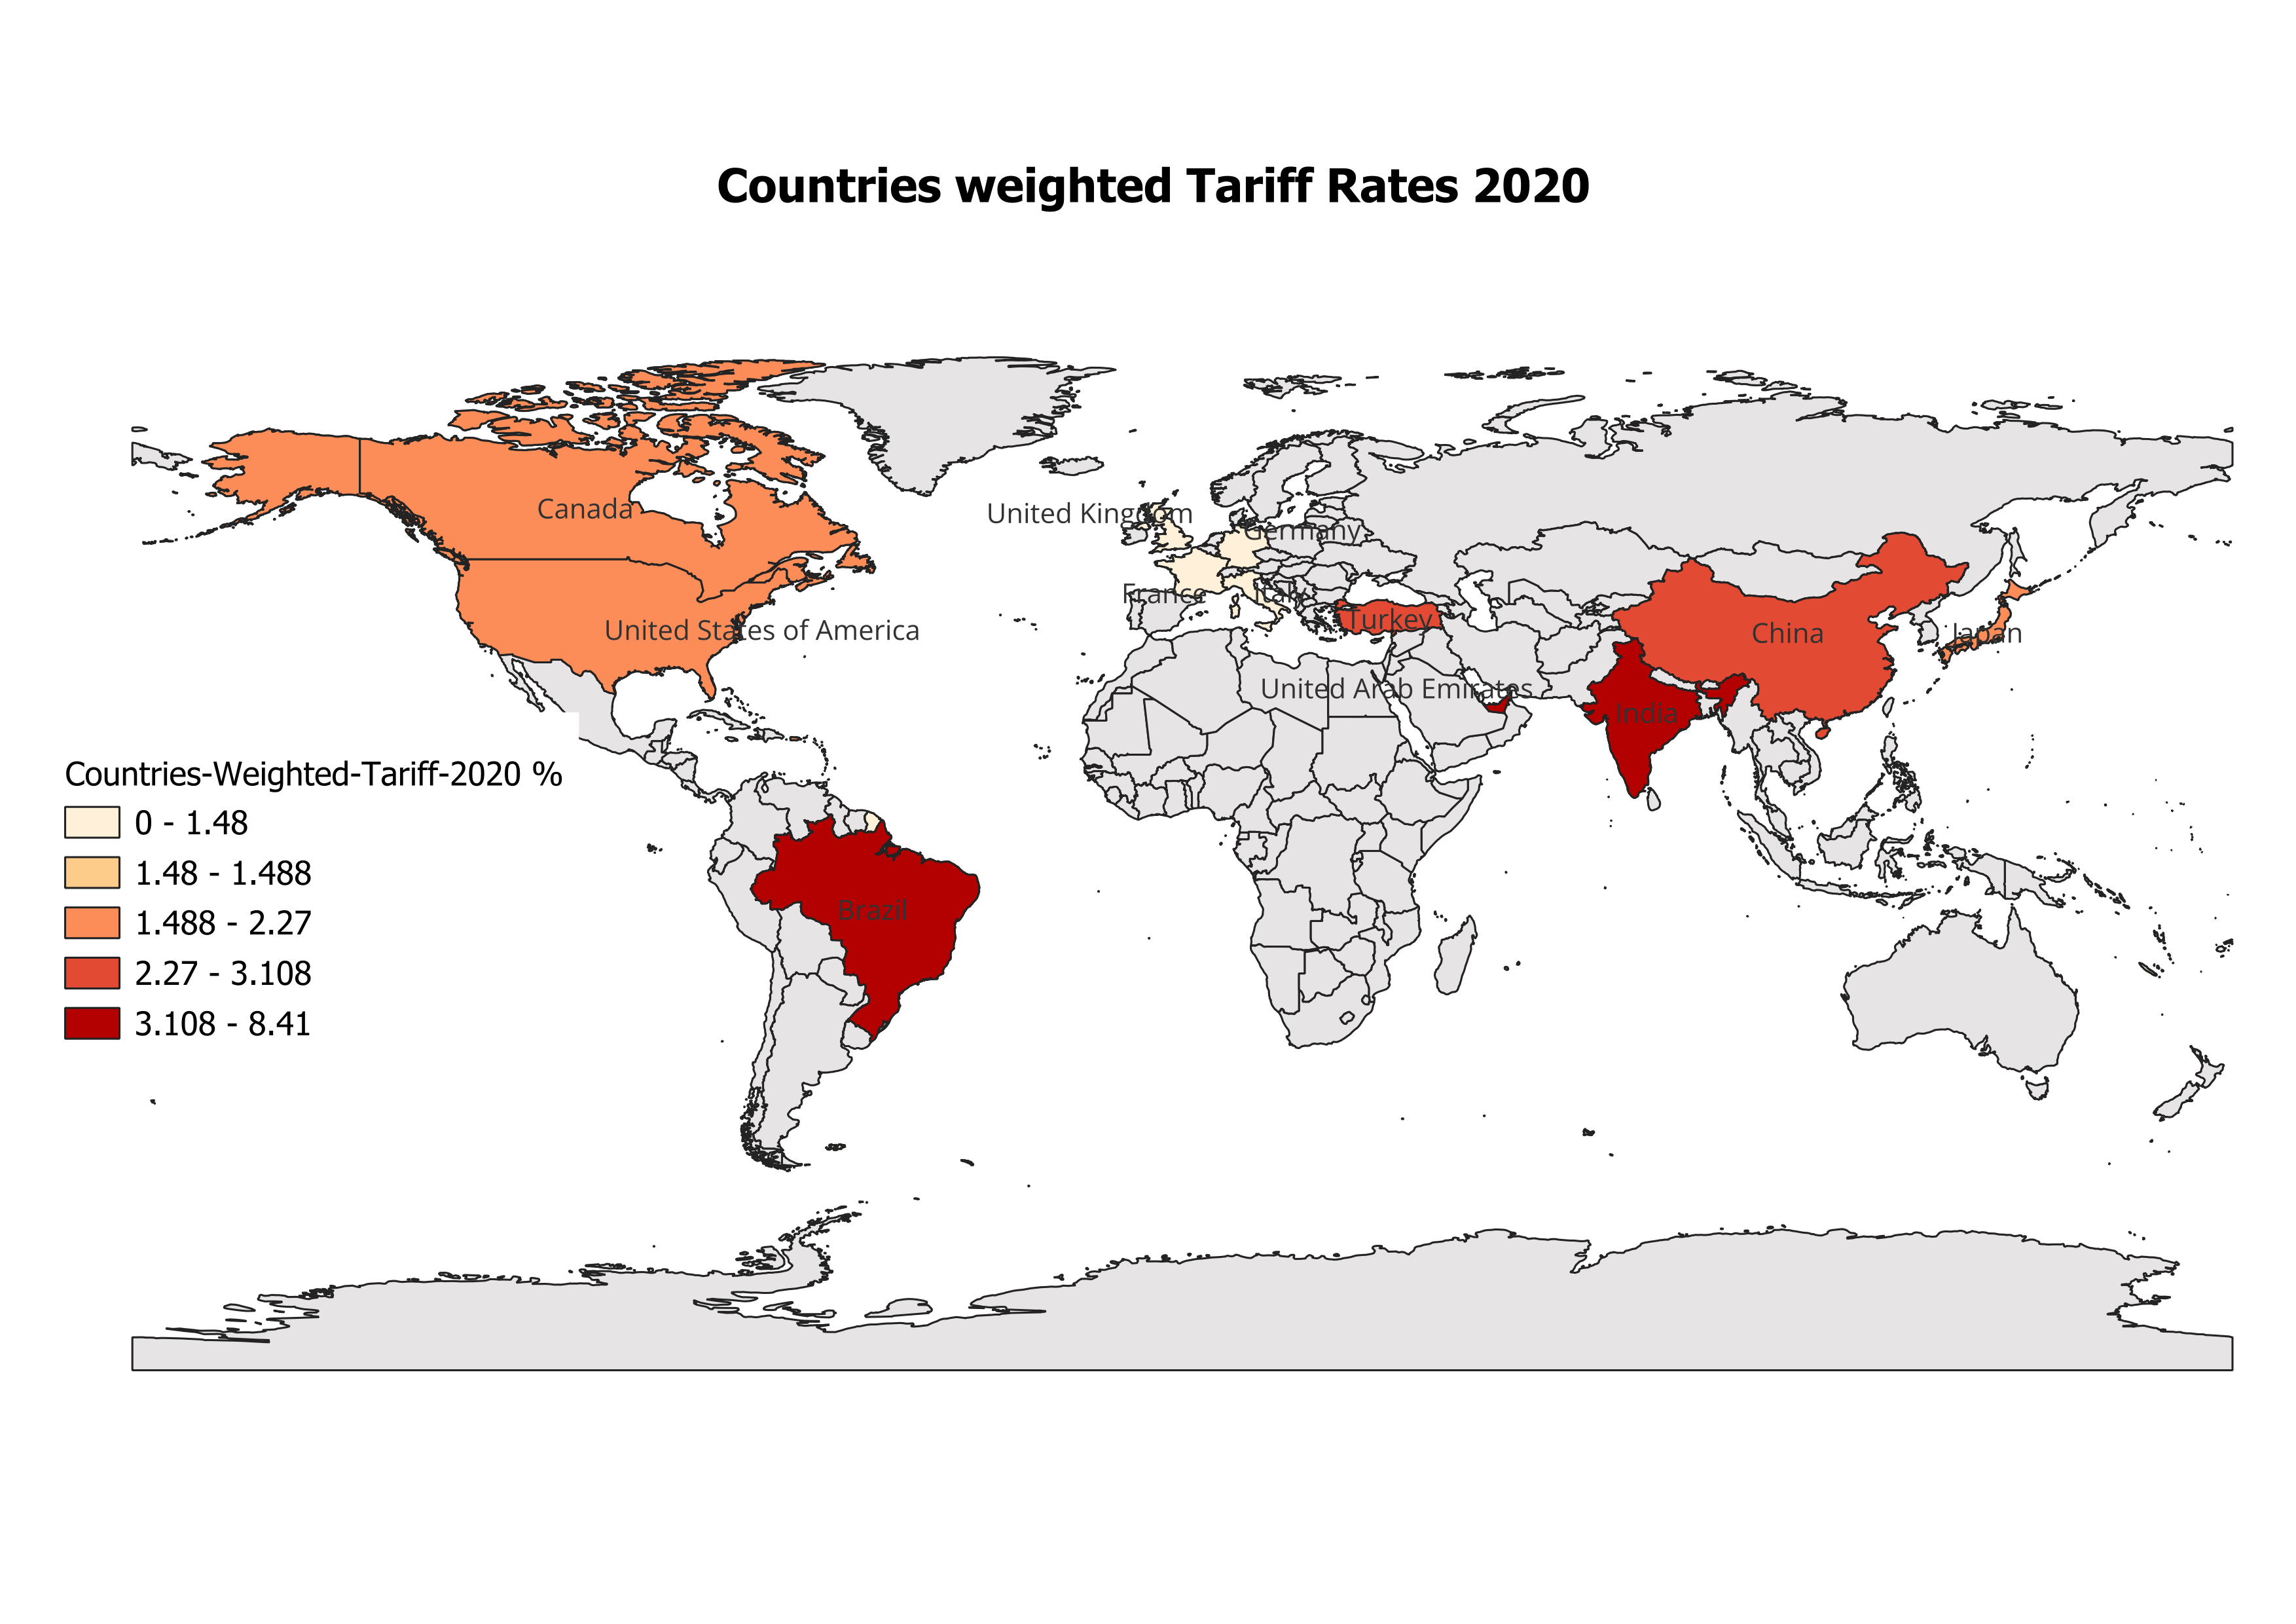 Countries weighted Tariff Rates 2020
Canada
United Kingdom
Germany
France
Italy
Turkey
United States of America
China
Japan
United Arab Emirates
India
Countries-Weighted-Tariff-2020 %
0 - 1.48
1.48 - 1.488
1.488 - 2.27
2.27 - 3.108
3.108 - 8.41
Brazil